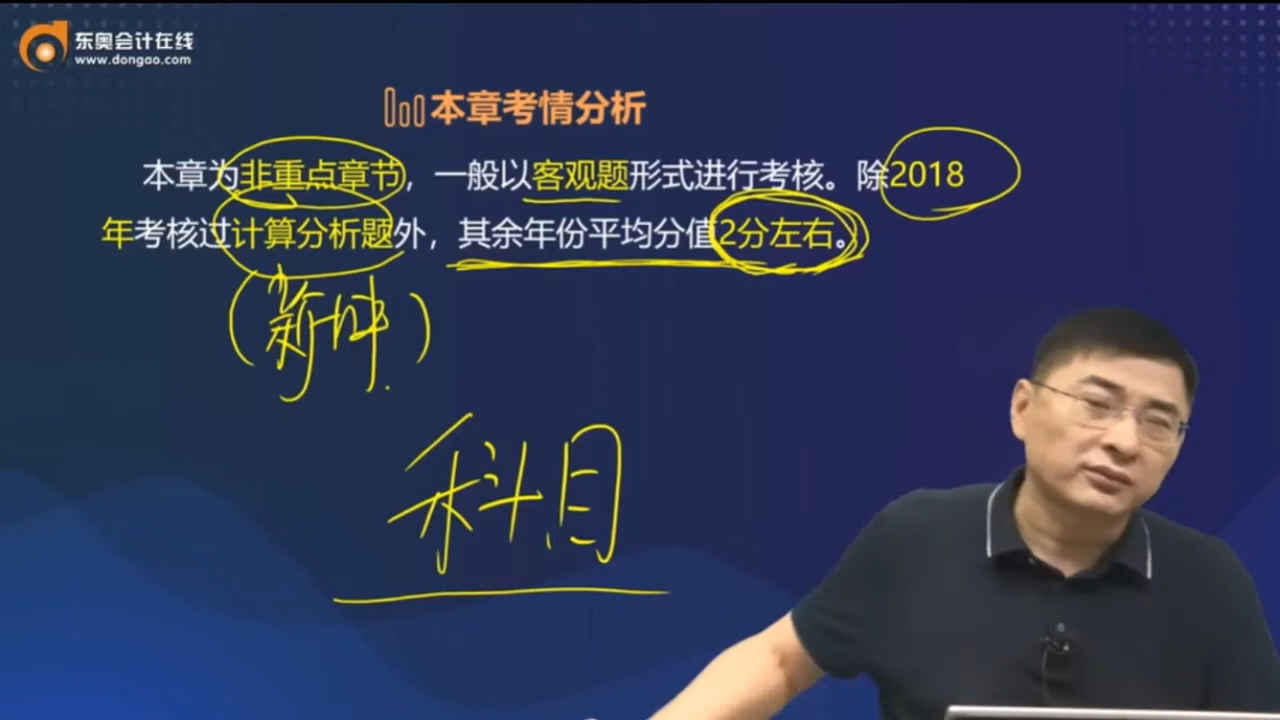 东奥会计在线
www.dongao.com
本章考情分析
本章为非重点章节，一般以客观题形式进行考核。除2018
年考核过计算分析题外，其余年份平均分值2分左右。
科目